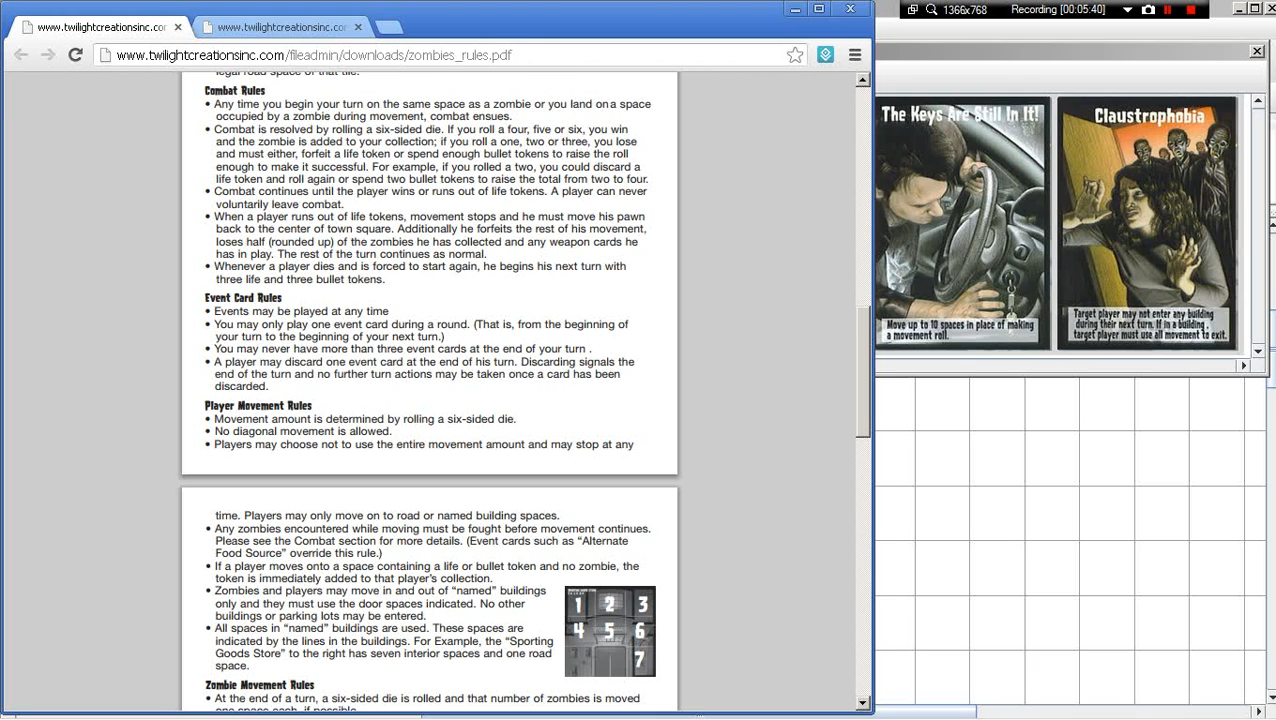 www.twilightcreationsinc.con
www.twilightcreationsinc.con
1366x768
Recording [00:05:40]
www.twilightcreationsinc.com/fileadmin/downloads/zombies_rules.pdf
legal road space of that tile.
Combat Rules
• Any time you begin your turn on the same space as a zombie or you land on a space
occupied by a zombie during movement, combat ensues.
• Combat is resolved by rolling a six-sided die. If you roll a four, five or six, you win
and the zombie is added to your collection; if you roll a one, two or three, you lose
and must either, forfeit a life token or spend enough bullet tokens to raise the roll
enough to make it successful. For example, if you rolled a two, you could discard a
life token and roll again or spend two bullet tokens to raise the total from two to four.
• Combat continues until the player wins or runs out of life tokens. A player can never
voluntarily leave combat.
• When a player runs out of life tokens, movement stops and he must move his pawn
back to the center of town square. Additionally he forfeits the rest of his movement,
loses half (rounded up) of the zombies he has collected and any weapon cards he
has in play. The rest of the turn continues as normal.
• Whenever a player dies and is forced to start again, he begins his next turn with
three life and three bullet tokens.
Event Card Rules
• Events may be played at any time
• You may only play one event card during a round. (That is, from the beginning of
your turn to the beginning of your next turn.)
• You may never have more than three event cards at the end of your turn .
• A player may discard one event card at the end of his turn. Discarding signals the
end of the turn and no further turn actions may be taken once a card has been
discarded.
Player Movement Rules
• Movement amount is determined by rolling a six-sided die.
• No diagonal movement is allowed.
• Players may choose not to use the entire movement amount and may stop at any
time. Players may only move on to road or named building spaces.
• Any zombies encountered while moving must be fought before movement continues.
Please see the Combat section for more details. (Event cards such as “Alternate
Food Source” override this rule.)
• If a player moves onto a space containing a life or bullet token and no zombie, the
token is immediately added to that player’s collection.
• Zombies and players may move in and out of “named” buildings
only and they must use the door spaces indicated. No other
buildings or parking lots may be entered.
• All spaces in “named” buildings are used. These spaces are
indicated by the lines in the buildings. For Example, the “Sporting
Goods Store” to the right has seven interior spaces and one road
space.
1 2 3
4 5 6
7
Zombie Movement Rules
• At the end of a turn, a six-sided die is rolled and that number of zombies is moved
one space each, if possible.
The Keys Are Still In It!
Move up to 10 spaces in place of making
a movement roll.
Claustrophobia
Target player may not enter any building
during their next turn. If in a building ,
target player must use all movement to exit.